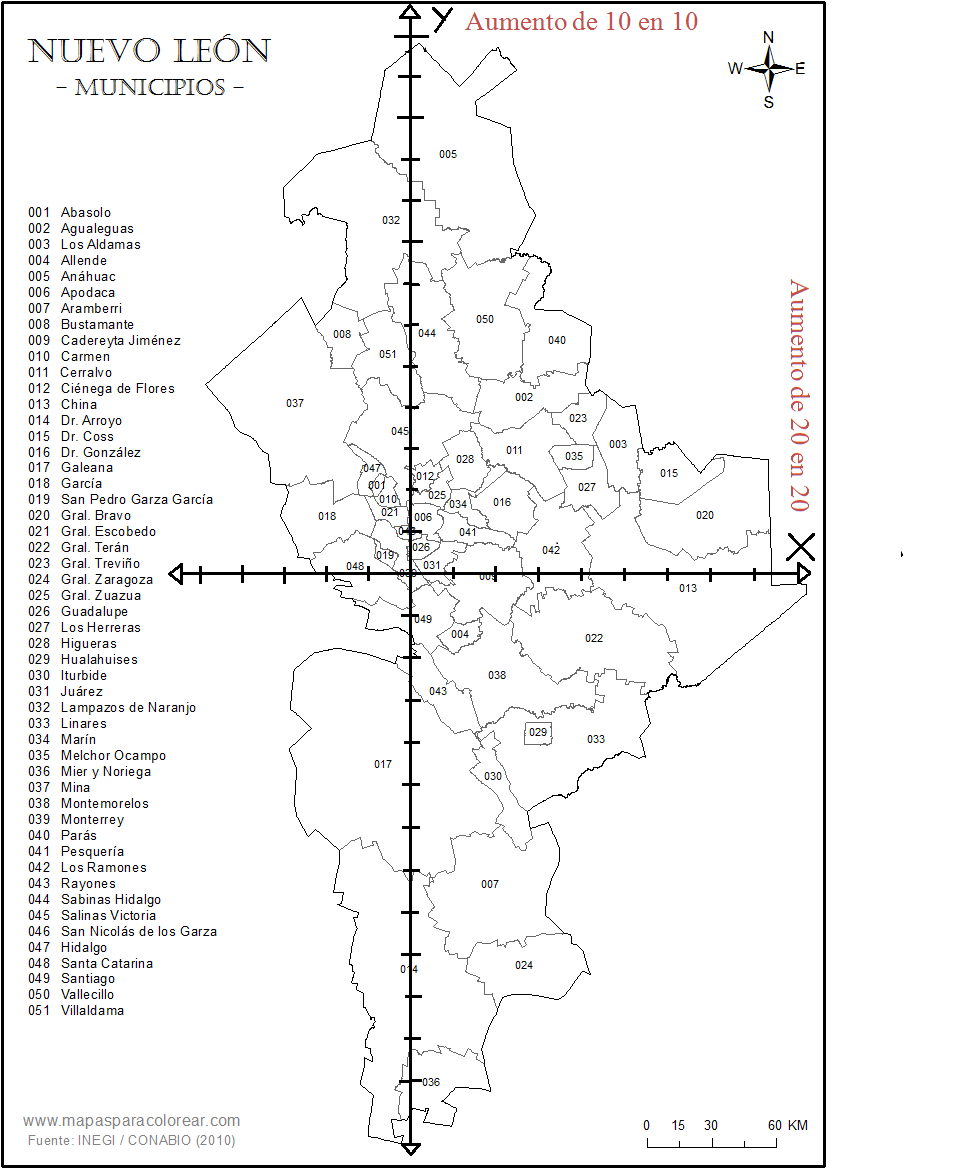 Y
Aumento de 10 en 10
NUEVO LEÓN
- MUNICIPIOS -
N
W
E
S
005
032
001 Abasolo
002 Agualeguas
003 Los Aldamas
004 Allende
005 Anáhuac
006 Apodaca
007 Aramberri
008 Bustamante
009 Cadereyta Jiménez
010 Carmen
011 Cerralvo
012 Ciénega de Flores
013 China
014 Dr. Arroyo
015 Dr. Coss
016 Dr. González
017 Galeana
018 García
019 San Pedro Garza García
020 Gral. Bravo
021 Gral. Escobedo
022 Gral. Terán
023 Gral. Treviño
024 Gral. Zaragoza
025 Gral. Zuazua
026 Guadalupe
027 Los Herreras
028 Higueras
029 Hualahuises
030 Iturbide
031 Juárez
032 Lampazos de Naranjo
033 Linares
034 Marín
035 Melchor Ocampo
036 Mier y Noriega
037 Mina
038 Montemorelos
039 Monterrey
040 Parás
041 Pesquería
042 Los Ramones
043 Rayones
044 Sabinas Hidalgo
045 Salinas Victoria
046 San Nicolás de los Garza
047 Hidalgo
048 Santa Catarina
049 Santiago
050 Vallecillo
051 Villaldama
Aumento de 20 en 20
X
050
008
044
040
051
002
037
023
045
003
011
035
028
047
015
012
001
027
025
010
016
034
021
018
006
020
041
026
042
019
031
048
009
013
049
004
022
038
043
029
033
017
030
007
024
014
036
www.mapasparacolorear.com
Fuente: INEGI / CONABIO (2010)
0 15 30 60 KM